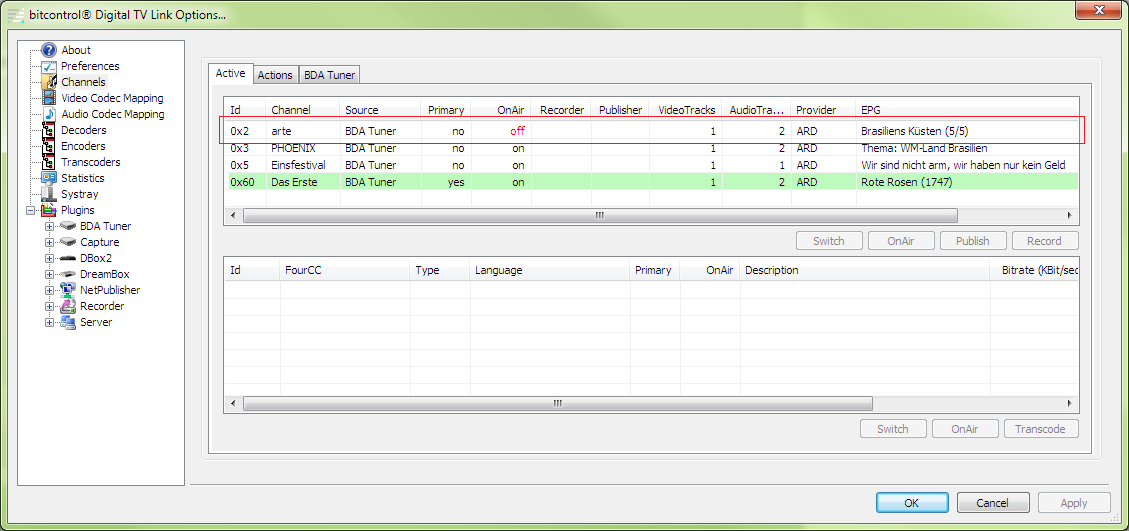 bitcontrol® Digital TV Link Options...
About
Preferences
Channels
Video Codec Mapping
Audio Codec Mapping
Decoders
Encoders
Transcoders
Statistics
Systray
Plugins
BDA Tuner
Capture
DBox2
DreamBox
NetPublisher
Recorder
Server
Active Actions BDA Tuner
Id Channel Source Primary OnAir Recorder Publisher VideoTracks AudioTra... Provider EPG
0x2 arte BDA Tuner no off 1 2 ARD Brasiliens Küsten (5/5)
0x3 PHOENIX BDA Tuner no on 1 2 ARD Thema: WM-Land Brasilien
0x5 Einsfestival BDA Tuner no on 1 1 ARD Wir sind nicht arm, wir haben nur kein Geld
0x60 Das Erste BDA Tuner yes on 1 2 ARD Rote Rosen (1747)
Switch OnAir Publish Record
Id FourCC Type Language Primary OnAir Description Bitrate (KBit/sec
Switch OnAir Transcode
OK Cancel Apply